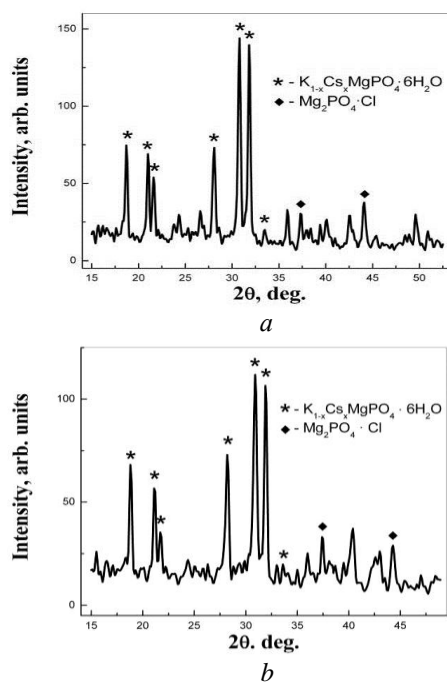 150
100
50
0
Intensity, arb. units
* - K₁₋ₓCsₓMgPO₄·6H₂O
◆ - Mg₂PO₄·Cl
* * * * * * *
◆ ◆
15 20 25 30 35 40 45 50
2θ, deg.
a
100
50
0
Intensity, arb. units
* - K₁₋ₓCsₓMgPO₄ · 6H₂O
◆ - Mg₂PO₄ · Cl
* * * * * * *
◆ ◆
15 20 25 30 35 40 45
2θ. deg.
b